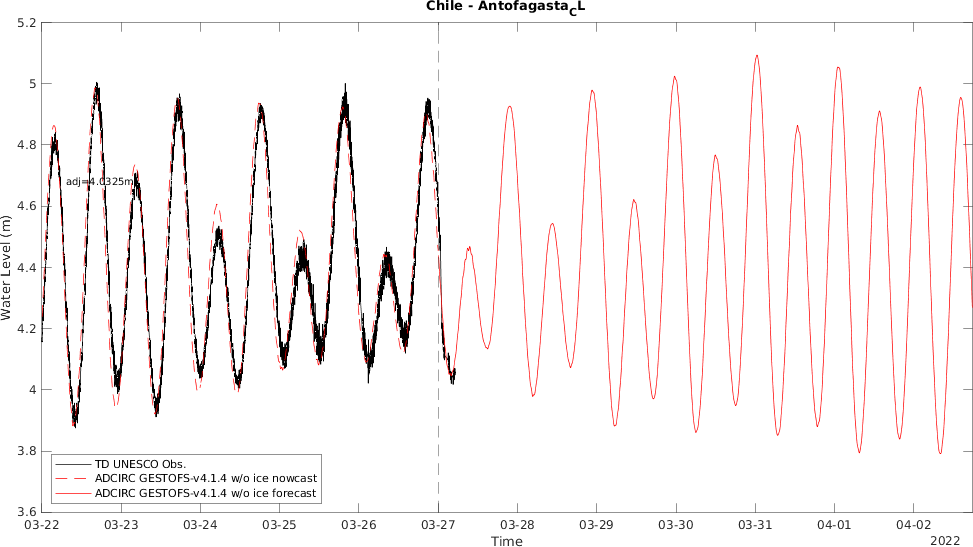 Chile - Antofagasta_CL
5.2
5
4.8
4.6
4.4
4.2
4
3.8
3.6
Water Level (m)
adj=4.0325m
TD UNESCO Obs.
ADCIRC GESTOFS-v4.1.4 w/o ice nowcast
ADCIRC GESTOFS-v4.1.4 w/o ice forecast
03-22 03-23 03-24 03-25 03-26 03-27 03-28 03-29 03-30 03-31 04-01 04-02
Time
2022